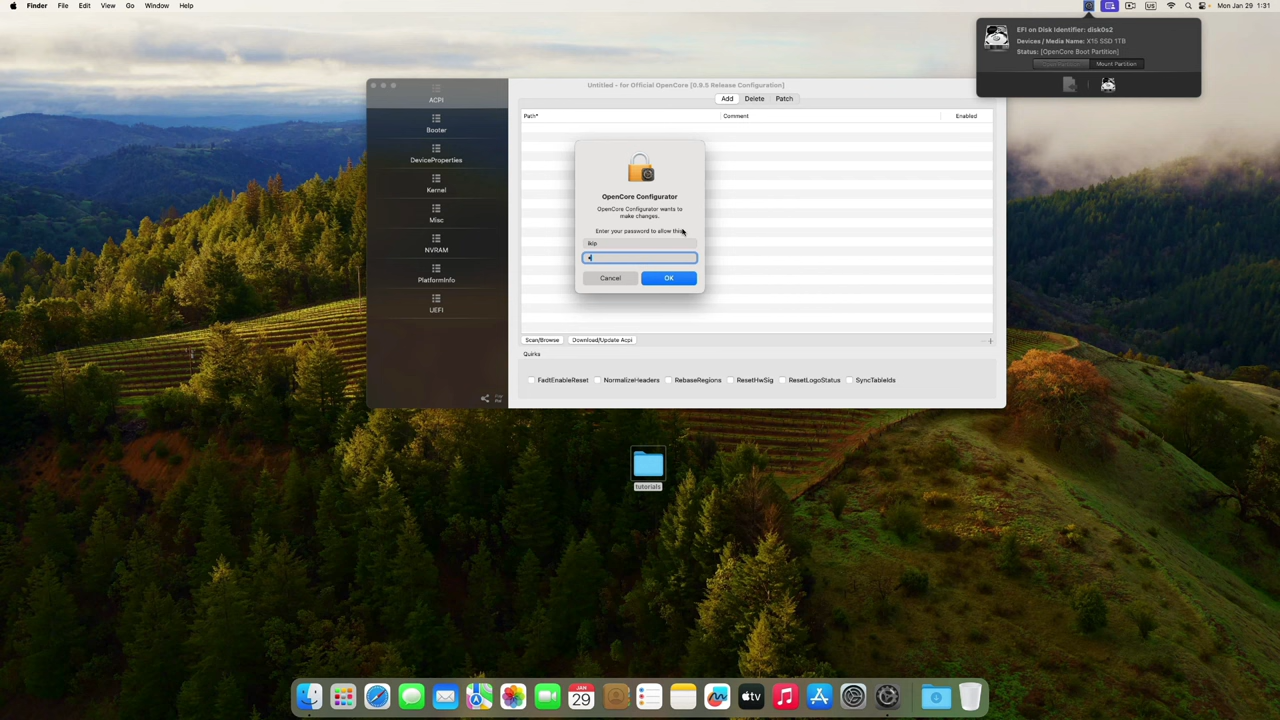 Finder File Edit View Go Window Help
US Mon Jan 29 1:31
EFI on Disk Identifier: disk0s2
Devices / Media Name: X15 SSD 1TB
Status: [OpenCore Boot Partition]
Mount Partition
Untitled - for Official OpenCore [0.9.5 Release Configuration]
ACPI
Booter
DeviceProperties
Kernel
Misc
NVRAM
PlatformInfo
UEFI
Add Delete Patch
Path* Comment Enabled
OpenCore Configurator
OpenCore Configurator wants to
make changes.
Enter your password to allow this.
ikip
Cancel OK
Scan/Browse Download/Update Acpi
Quirks
FadtEnableReset NormalizeHeaders RebaseRegions ResetHwSig ResetLogoStatus SyncTableIds
tutorials
JAN
29
tv